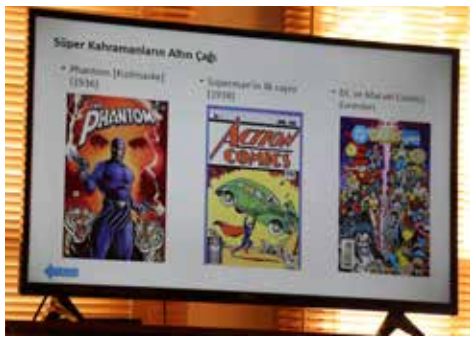 Süper Kahramanların Altın Çağı
• Phantom [Kızılmaske]
(1936)
• Superman'in ilk sayısı
(1938)
• DC ve Marvel Comics
THE
PHANTOM
ACTION
COMICS